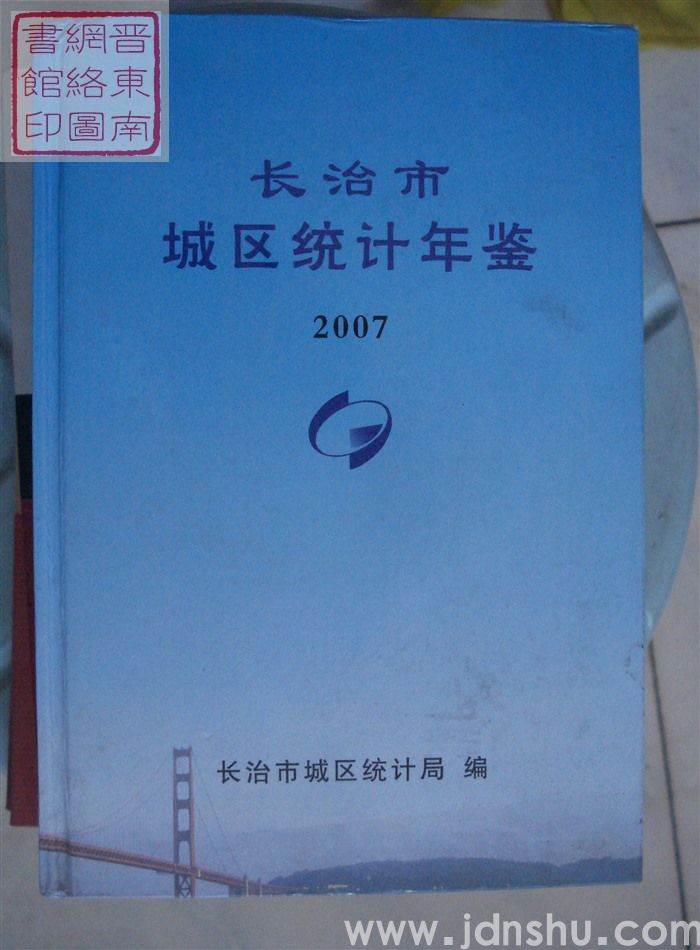 晋東南
網絡圖
書館印
长治市
城区统计年鉴
2007
长治市城区统计局 编
www.jdnshu.com